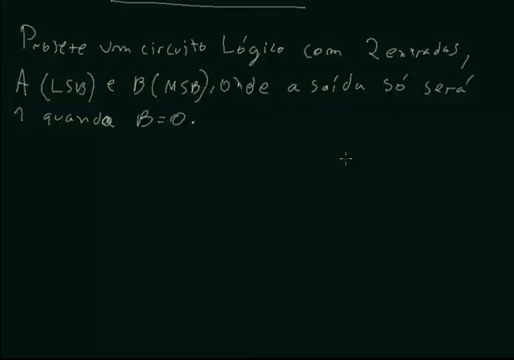 Projete um circuito Lógico com 2 entradas,
A (LSB) e B (MSB), onde a saída só será
1 quando B=0.